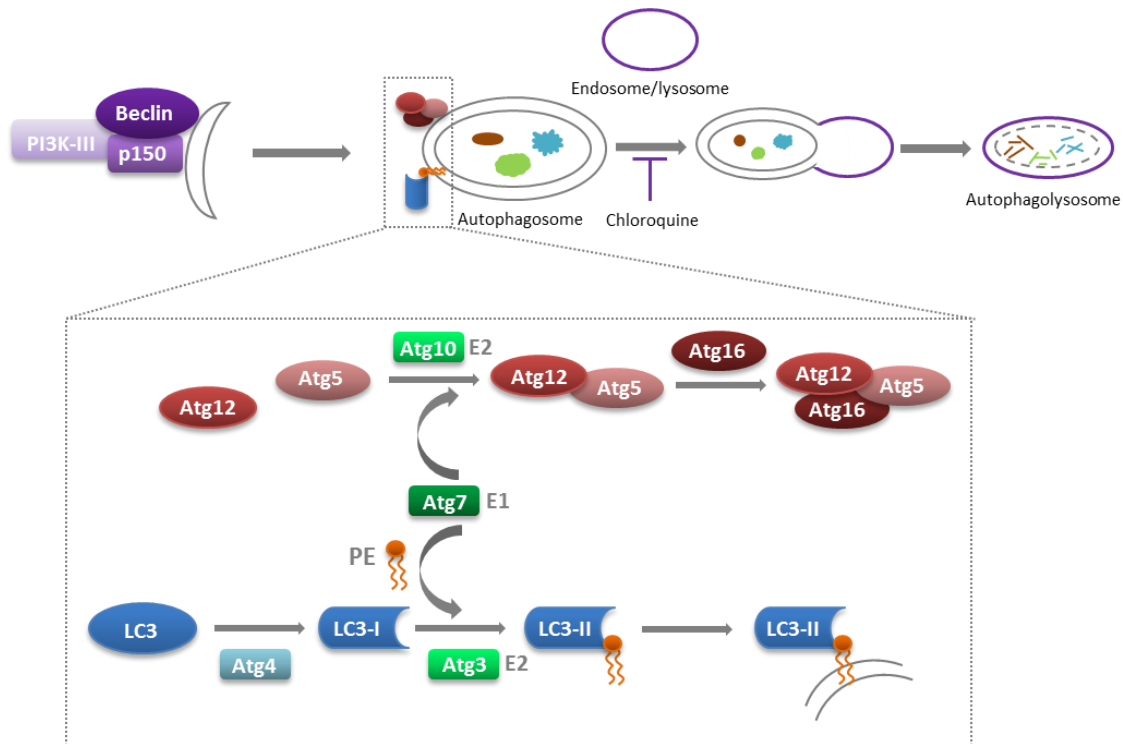 Beclin
PI3K-III
p150
Endosome/lysosome
Autophagosome
Chloroquine
Autophagolysosome
Atg10 E2
Atg16
Atg5
Atg12
Atg12
Atg5
Atg12
Atg5
Atg16
Atg7 E1
PE
LC3
LC3-I
LC3-II
LC3-II
Atg4
Atg3 E2